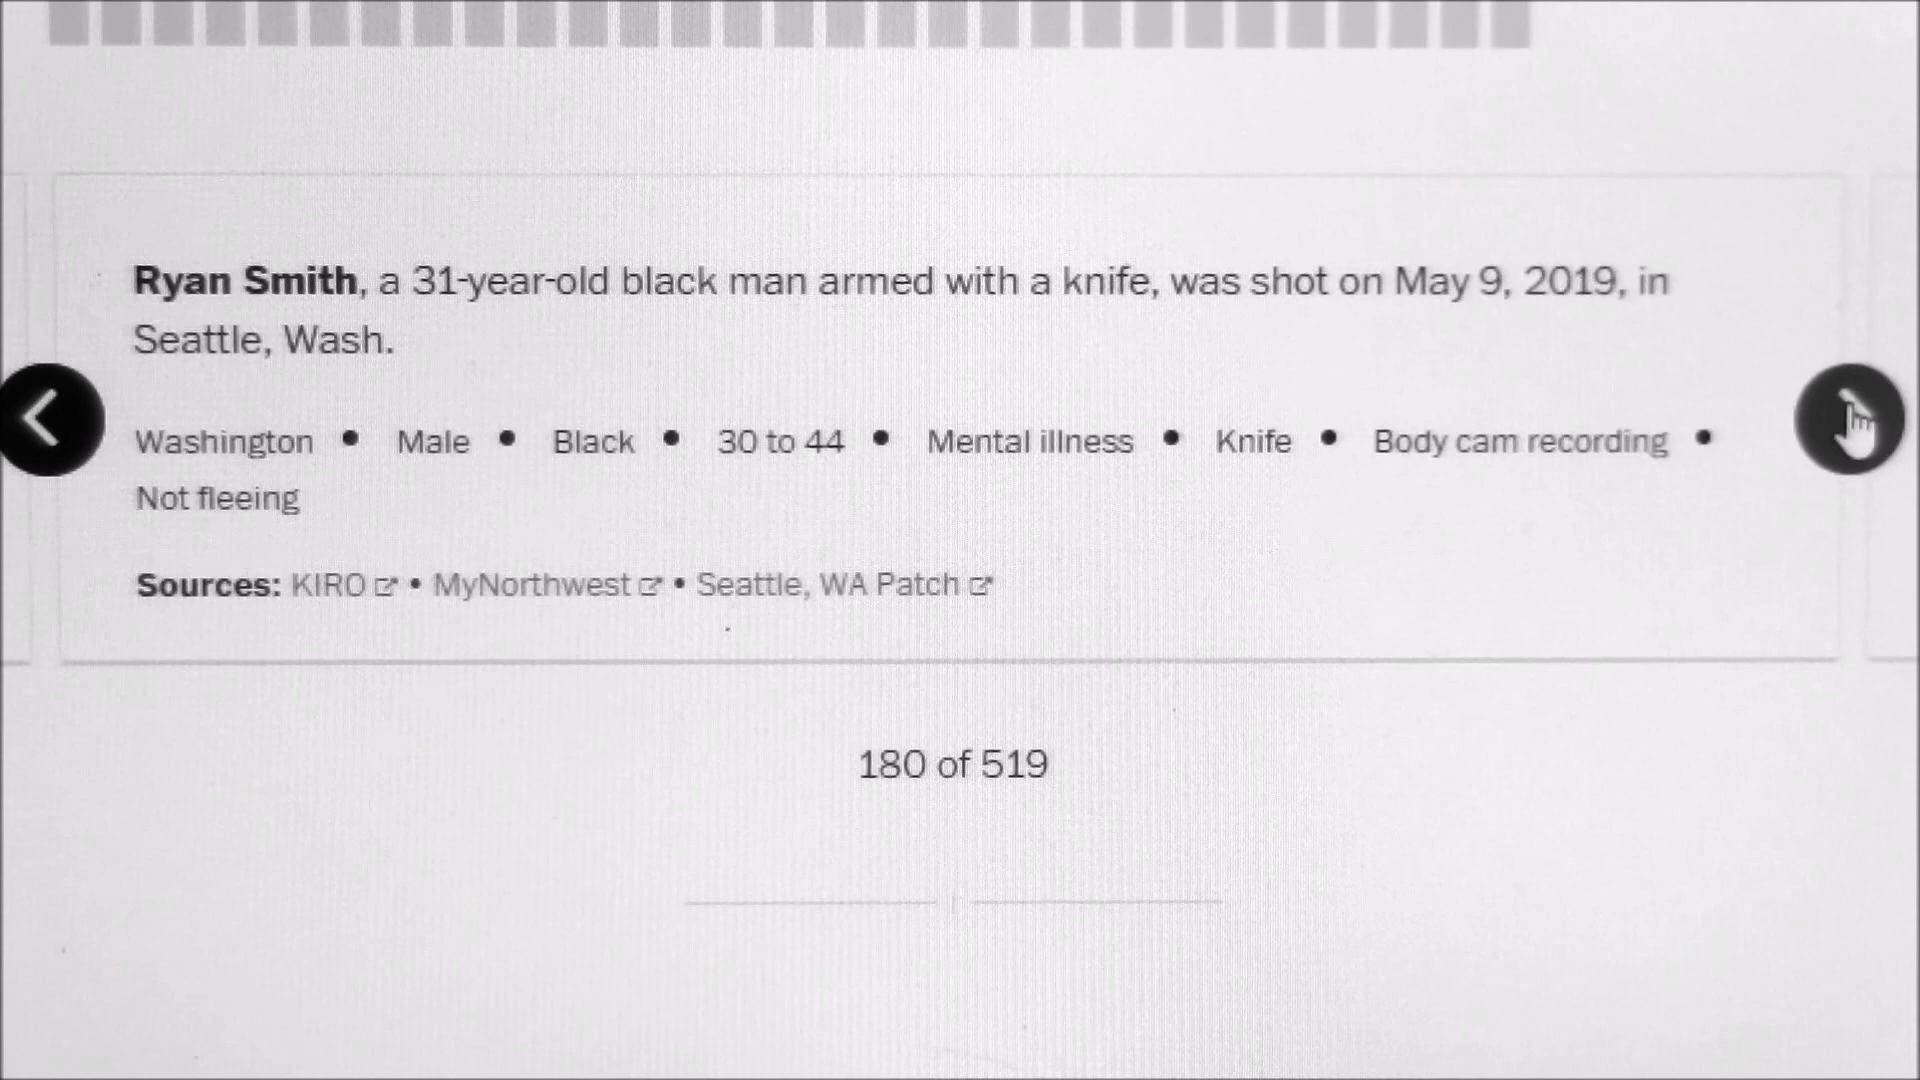 Ryan Smith, a 31-year-old black man armed with a knife, was shot on May 9, 2019, in
Seattle, Wash.
Washington • Male • Black • 30 to 44 • Mental illness • Knife • Body cam recording •
Not fleeing
Sources: KIRO • MyNorthwest • Seattle, WA Patch
180 of 519